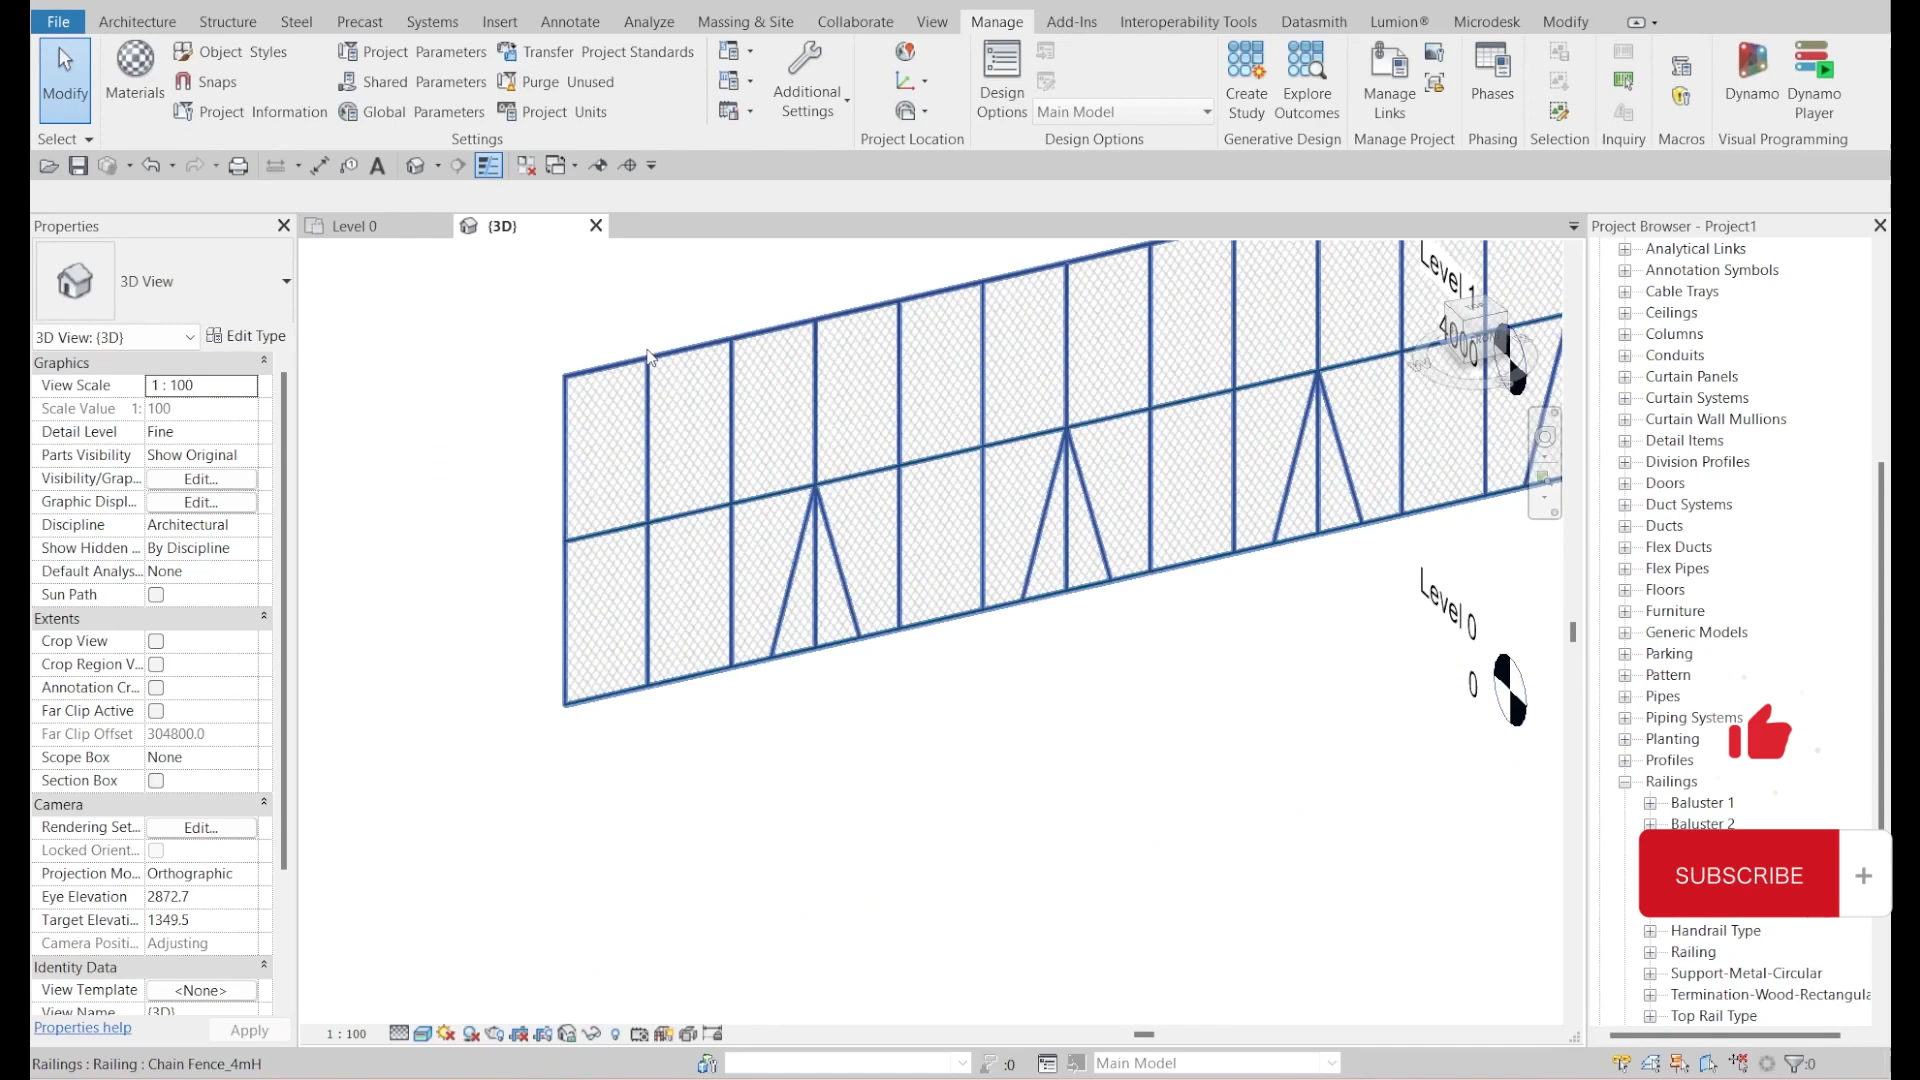 File Architecture Structure Steel Precast Systems Insert Annotate Analyze Massing & Site Collaborate View Manage Add-Ins Interoperability Tools Datasmith Lumion® Microdesk Modify
Modify
Select
Materials
Object Styles
Snaps
Project Information
Project Parameters
Shared Parameters
Global Parameters
Transfer Project Standards
Purge Unused
Project Units
Settings
Additional Settings
Project Location
Design Options
Main Model
Design Options
Create Study
Explore Outcomes
Generative Design
Manage Links
Manage Project
Phases
Phasing
Selection
Inquiry
Macros
Dynamo
Dynamo Player
Visual Programming
Properties
3D View
3D View: {3D}
Edit Type
Graphics
View Scale 1 : 100
Scale Value 1: 100
Detail Level Fine
Parts Visibility Show Original
Visibility/Grap... Edit...
Graphic Displ... Edit...
Discipline Architectural
Show Hidden ... By Discipline
Default Analys... None
Sun Path
Extents
Crop View
Crop Region V...
Annotation Cr...
Far Clip Active
Far Clip Offset 304800.0
Scope Box None
Section Box
Camera
Rendering Set... Edit...
Locked Orient...
Projection Mo... Orthographic
Eye Elevation 2872.7
Target Elevati... 1349.5
Camera Positi... Adjusting
Identity Data
View Template <None>
View Name {3D}
Properties help
Apply
Level 0
{3D}
Level 1
4000
Level 0
0
1 : 100
Project Browser - Project1
Analytical Links
Annotation Symbols
Cable Trays
Ceilings
Columns
Conduits
Curtain Panels
Curtain Systems
Curtain Wall Mullions
Detail Items
Division Profiles
Doors
Duct Systems
Ducts
Flex Ducts
Flex Pipes
Floors
Furniture
Generic Models
Parking
Pattern
Pipes
Piping Systems
Planting
Profiles
Railings
Baluster 1
Baluster 2
SUBSCRIBE +
Handrail Type
Railing
Support-Metal-Circular
Termination-Wood-Rectangula
Top Rail Type
Railings : Railing : Chain Fence_4mH
:0
Main Model
:0